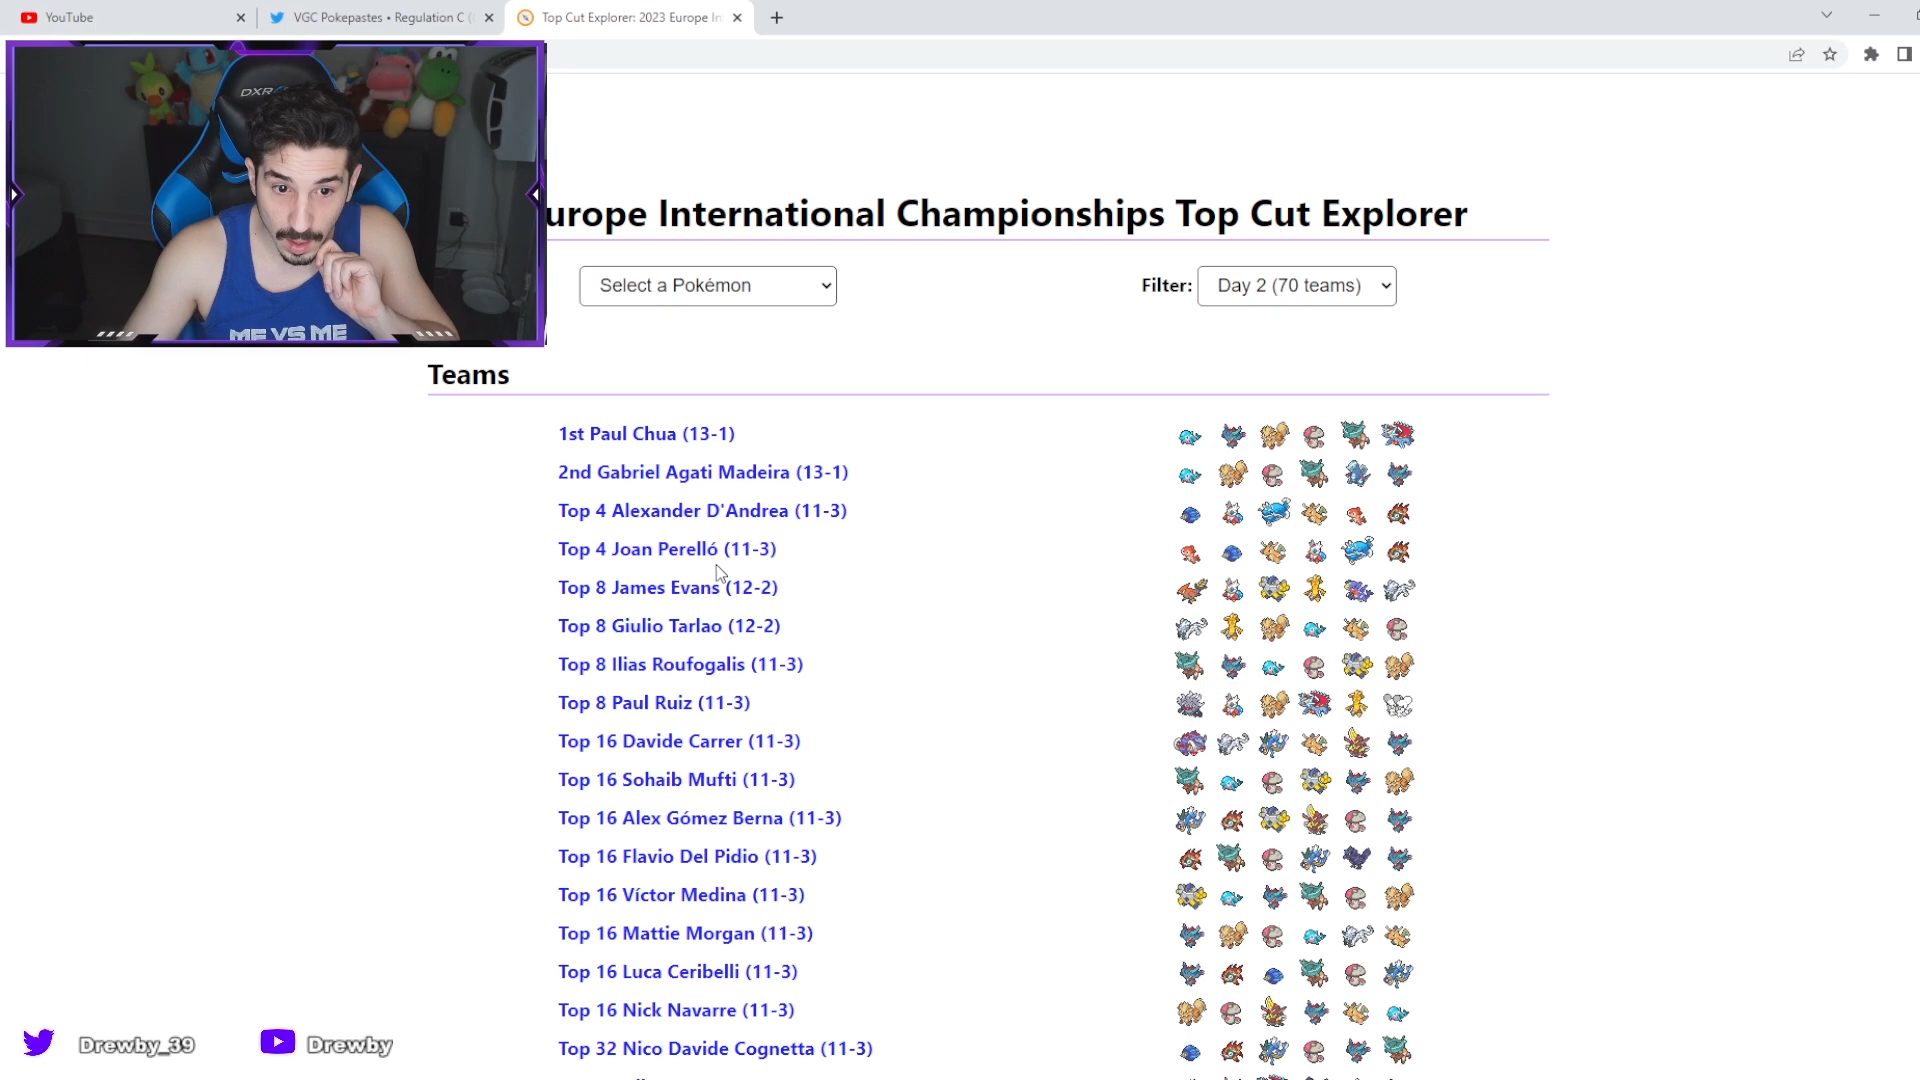 YouTube
VGC Pokepastes • Regulation C (
Top Cut Explorer: 2023 Europe In
DXR
ME VS ME
urope International Championships Top Cut Explorer
Select a Pokémon
Filter: Day 2 (70 teams)
Teams
1st Paul Chua (13-1)
2nd Gabriel Agati Madeira (13-1)
Top 4 Alexander D'Andrea (11-3)
Top 4 Joan Perelló (11-3)
Top 8 James Evans (12-2)
Top 8 Giulio Tarlao (12-2)
Top 8 Ilias Roufogalis (11-3)
Top 8 Paul Ruiz (11-3)
Top 16 Davide Carrer (11-3)
Top 16 Sohaib Mufti (11-3)
Top 16 Alex Gómez Berna (11-3)
Top 16 Flavio Del Pidio (11-3)
Top 16 Víctor Medina (11-3)
Top 16 Mattie Morgan (11-3)
Top 16 Luca Ceribelli (11-3)
Top 16 Nick Navarre (11-3)
Top 32 Nico Davide Cognetta (11-3)
Drewby_39
Drewby